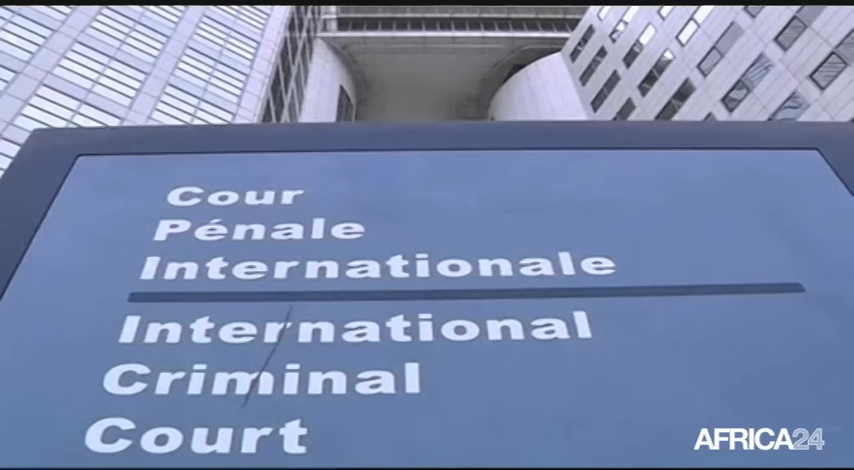 Cour
Pénale
Internationale
International
Criminal
Court
AFRICA24